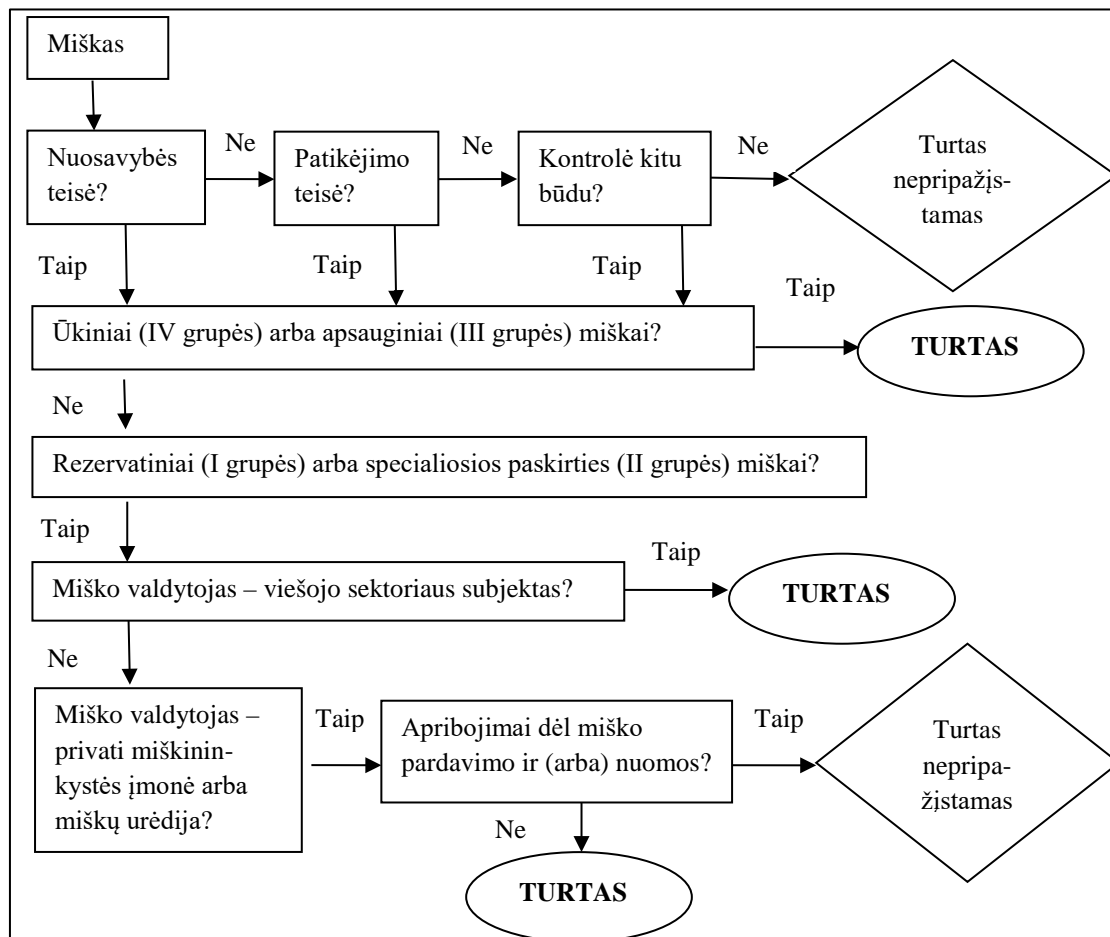 Miškas
Nuosavybės
teisė?
Ne
Patikėjimo
teisė?
Ne
Kontrolė kitu
būdu?
Ne
Turtas
nepripažįs-
tamas
Taip
Taip
Taip
Taip
Ūkiniai (IV grupės) arba apsauginiai (III grupės) miškai?
TURTAS
Ne
Rezervatiniai (I grupės) arba specialiosios paskirties (II grupės) miškai?
Taip
Miško valdytojas – viešojo sektoriaus subjektas?
Taip
TURTAS
Ne
Miško valdytojas –
privati miškinin-
kystės įmonė arba
miškų urėdija?
Taip
Apribojimai dėl miško
pardavimo ir (arba) nuomos?
Taip
Turtas
nepripa-
žįstamas
Ne
TURTAS